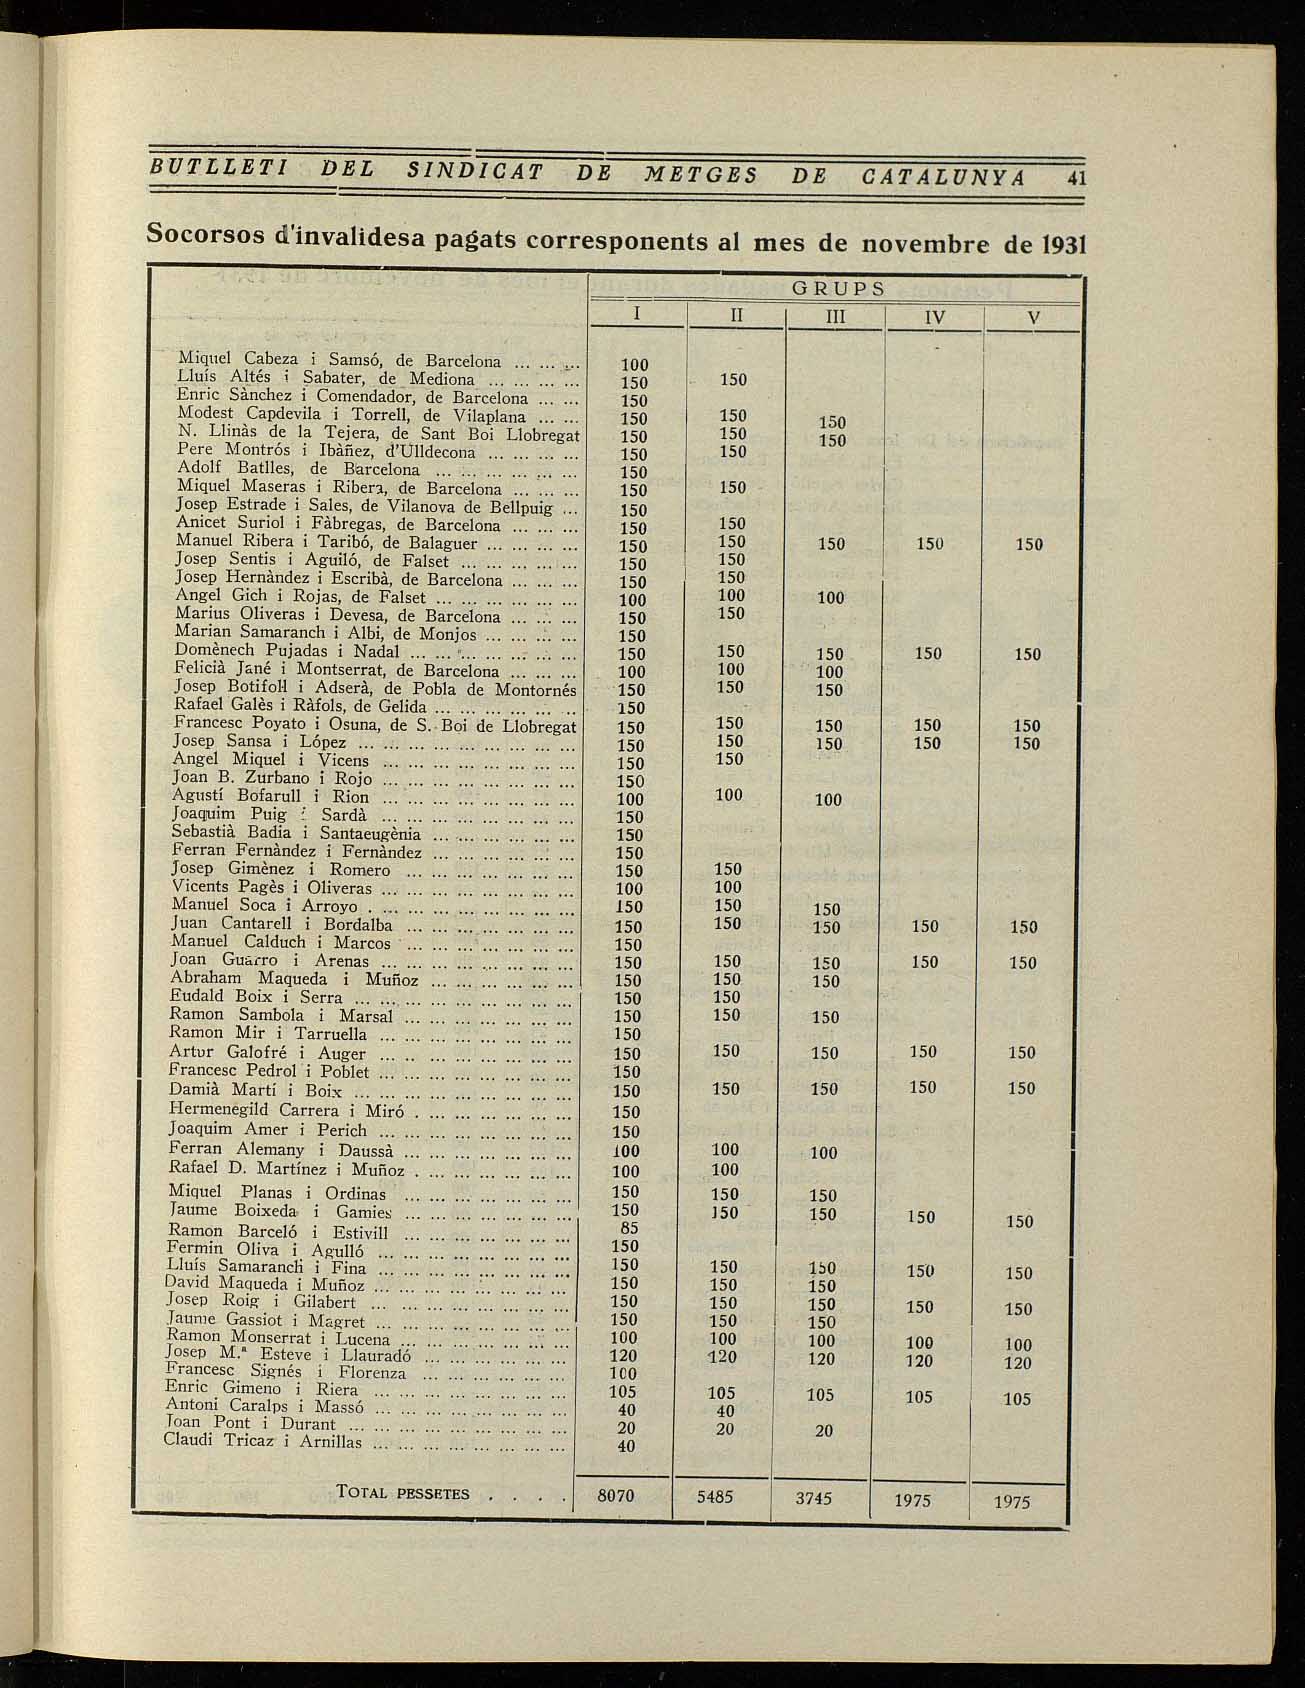 BUTLLETI DEL SINDICAT DE METGES DE CATALUNYA 41
Socorsos d'invalidesa pagats corresponents al mes de novembre de 1931
GRUPS
I II III IV V
Miquel Cabeza i Samsó, de Barcelona ... ... ... 100
Lluís Altés i Sabater, de Mediona ... ... ... ... 150 150
Enric Sànchez i Comendador, de Barcelona ... ... 150
Modest Capdevila i Torrell, de Vilaplana ... ... 150 150 150
N. Llinàs de la Tejera, de Sant Boi Llobregat 150 150 150
Pere Montrós i Ibàñez, d'Ulldecona ... ... ... ... 150 150
Adolf Batlles, de Barcelona ... ... ... ... ... ... 150
Miquel Maseras i Ribera, de Barcelona ... ... ... 150 150
Josep Estrade i Sales, de Vilanova de Bellpuig ... 150
Anicet Suriol i Fàbregas, de Barcelona ... ... ... 150 150
Manuel Ribera i Taribó, de Balaguer ... ... ... ... 150 150 150 150 150
Josep Sentis i Aguiló, de Falset ... ... ... ... ... 150 150
Josep Hernàndez i Escribà, de Barcelona ... ... ... 150 150
Angel Gich i Rojas, de Falset ... ... ... ... ... ... 100 100 100
Marius Oliveras i Devesa, de Barcelona ... ... ... 150 150
Marian Samaranch i Albi, de Monjos ... ... ... ... 150
Domènech Pujadas i Nadal ... ... ... ... ... ... ... 150 150 150 150 150
Felicià Jané i Montserrat, de Barcelona ... ... ... 100 100 100
Josep Botifoll i Adserà, de Pobla de Montornés 150 150 150
Rafael Galès i Ràfols, de Gelida ... ... ... ... ... .. 150
Francesc Poyato i Osuna, de S. Boi de Llobregat 150 150 150 150 150
Josep Sansa i López ... ... ... ... ... ... ... ... ... 150 150 150 150 150
Angel Miquel i Vicens ... ... ... ... ... ... ... ... 150 150
Joan B. Zurbano i Rojo ... ... ... ... ... ... ... ... 150
Agustí Bofarull i Rion ... ... ... ... ... ... ... ... 100 100 100
Joaquim Puig i Sardà ... ... ... ... ... ... ... ... 150
Sebastià Badia i Santaeugènia ... ... ... ... ... ... 150
Ferran Fernàndez i Fernàndez ... ... ... ... ... ... 150
Josep Gimènez i Romero ... ... ... ... ... ... ... 150 150
Vicents Pagès i Oliveras ... ... ... ... ... ... ... ... 100 100
Manuel Soca i Arroyo . ... ... ... ... ... ... ... ... 150 150 150
Juan Cantarell i Bordalba ... ... ... ... ... ... ... 150 150 150 150 150
Manuel Calduch i Marcos ... ... ... ... ... ... ... 150
Joan Guarro i Arenas ... ... ... ... ... ... ... ... 150 150 150 150 150
Abraham Maqueda i Muñoz ... ... ... ... ... ... 150 150 150
Eudald Boix i Serra ... ... ... ... ... ... ... ... ... 150 150
Ramon Sambola i Marsal ... ... ... ... ... ... ... 150 150 150
Ramon Mir i Tarruella ... ... ... ... ... ... ... ... 150
Artur Galofré i Auger ... .. ... ... ... ... ... ... 150 150 150 150 150
Francesc Pedrol i Poblet ... ... ... ... ... ... ... ... 150
Damià Martí i Boix ... ... ... ... ... ... ... ... ... 150 150 150 150 150
Hermenegild Carrera i Miró . ... ... ... ... ... ... 150
Joaquim Amer i Perich ... ... ... ... ... ... ... ... 150
Ferran Alemany i Daussà ... ... ... ... ... ... ... 100 100 100
Rafael D. Martínez i Muñoz . ... ... ... ... ... ... 100 100
Miquel Planas i Ordinas ... ... ... ... ... ... ... 150 150 150
Jaume Boixeda i Gamies ... ... ... ... ... ... ... 150 150 150 150 150
Ramon Barceló i Estivill ... ... ... ... ... ... ... 85
Fermin Oliva i Agulló ... ... ... ... ... ... ... ... 150
Lluís Samaranch i Fina ... ... ... ... ... ... ... ... 150 150 150 150 150
David Maqueda i Muñoz ... ... ... ... ... ... ... ... 150 150 150
Josep Roig i Gilabert ... ... ... ... ... ... ... ... 150 150 150 150 150
Jaume Gassiot i Magret ... ... ... ... ... ... ... ... 150 150 150
Ramon Monserrat i Lucena ... ... ... ... ... ... ... 100 100 100 100 100
Josep M.ª Esteve i Llauradó ... ... ... ... ... ... 120 120 120 120 120
Francesc Signés i Florenza ... ... ... ... ... ... 100
Enric Gimeno i Riera ... ... ... ... ... ... ... ... 105 105 105 105 105
Antoni Caralps i Massó ... ... ... ... ... ... ... ... 40 40
Joan Pont i Durant ... ... ... ... ... ... ... ... ... 20 20 20
Claudi Tricaz i Arnillas ... ... ... ... ... ... ... ... 40
TOTAL PESSETES . . . . 8070 5485 3745 1975 1975